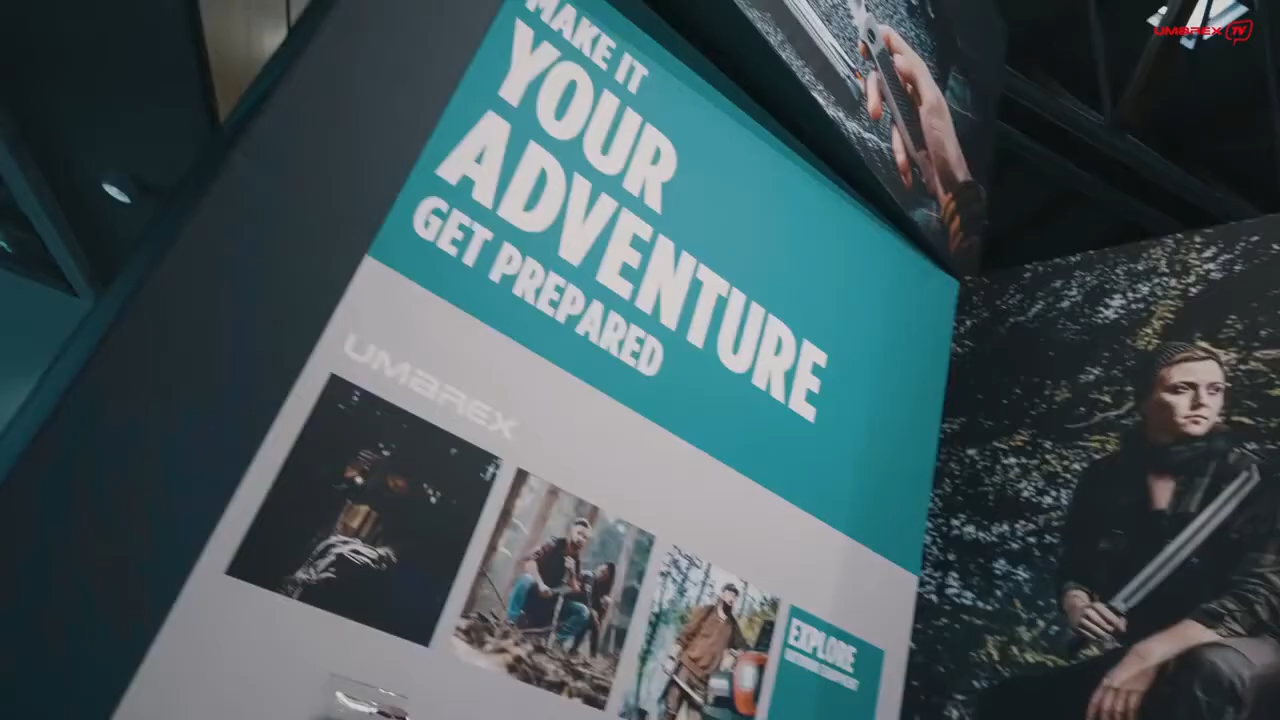 MAKE IT
YOUR
ADVENTURE
GET PREPARED
UMAREX
EXPLORE
UMAREX TV